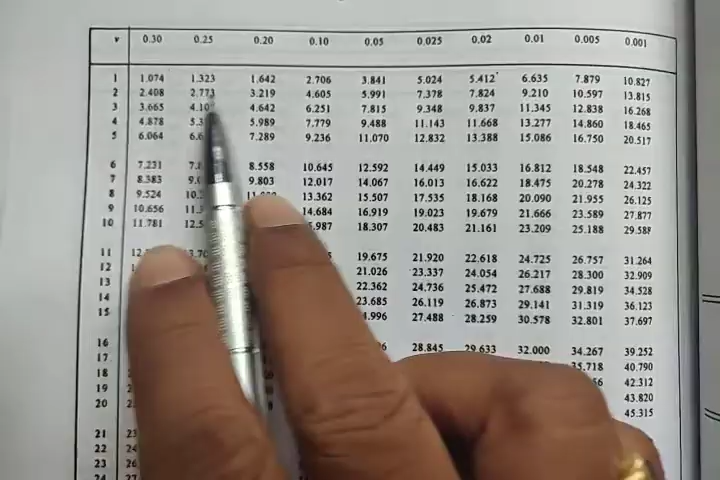 v 0.30 0.25 0.20 0.10 0.05 0.025 0.02 0.01 0.005 0.001
1 1.074 1.323 1.642 2.706 3.841 5.024 5.412 6.635 7.879 10.827
2 2.408 2.773 3.219 4.605 5.991 7.378 7.824 9.210 10.597 13.815
3 3.665 4.642 6.251 7.815 9.348 9.837 11.345 12.838 16.268
4 4.878 5.989 7.779 9.488 11.143 11.668 13.277 14.860 18.465
5 6.064 7.289 9.236 11.070 12.832 13.388 15.086 16.750 20.517
6 7.231 8.558 10.645 12.592 14.449 15.033 16.812 18.548 22.457
7 8.383 9.803 12.017 14.067 16.013 16.622 18.475 20.278 24.322
8 9.524 13.362 15.507 17.535 18.168 20.090 21.955 26.125
9 10.656 14.684 16.919 19.023 19.679 21.666 23.589 27.877
10 11.781 18.307 20.483 21.161 23.209 25.188 29.588
11 19.675 21.920 22.618 24.725 26.757 31.264
12 21.026 23.337 24.054 26.217 28.300 32.909
13 22.362 24.736 25.472 27.688 29.819 34.528
14 23.685 26.119 26.873 29.141 31.319 36.123
15 27.488 28.259 30.578 32.801 37.697
16 28.845 29.633 32.000 34.267 39.252
17 35.718 40.790
18 42.312
19 43.820
20 45.315
21
22
23
24